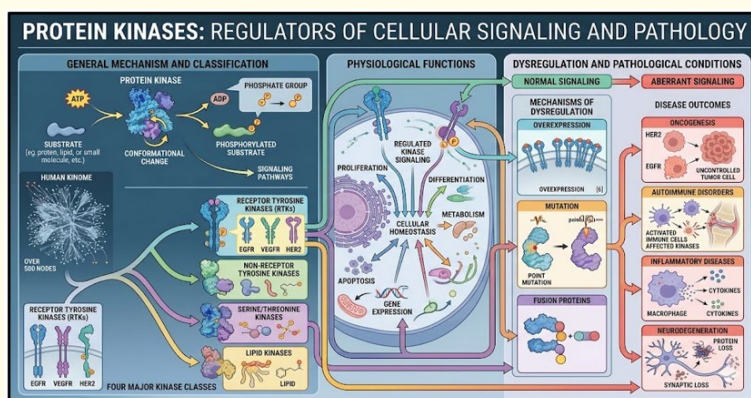 PROTEIN KINASES: REGULATORS OF CELLULAR SIGNALING AND PATHOLOGY
GENERAL MECHANISM AND CLASSIFICATION
PROTEIN KINASE
ATP
ADP
PHOSPHATE GROUP
P
P
SUBSTRATE
(eg. protein, lipid, or small
molecule, etc.)
CONFORMATIONAL
CHANGE
PHOSPHORYLATED
SUBSTRATE
SIGNALING
PATHWAYS
HUMAN KINOME
OVER
500 NODES
RECEPTOR TYROSINE
KINASES (RTKs)
EGFR VEGFR HER2
RECEPTOR TYROSINE
KINASES (RTKs)
EGFR VEGFR HER2
NON-RECEPTOR
TYROSINE KINASES
SERINE/THRONINE
KINASES
LIPID KINASES
LIPID
FOUR MAJOR KINASE CLASSES
PHYSIOLOGICAL FUNCTIONS
REGULATED
KINASE
SIGNALING
PROLIFERATION
DIFFERENTIATION
METABOLISM
CELLULAR
HOMEOSTASIS
APOPTOSIS
GENE
EXPRESSION
DYSREGULATION AND PATHOLOGICAL CONDITIONS
NORMAL SIGNALING
ABERRANT SIGNALING
MECHANISMS OF
DYSREGULATION
OVEREXPRESSION
OVEEXPRESSION [6]
MUTATION
POINT
MUTATION
FUSION PROTEINS
DISEASE OUTCOMES
ONCOGENESIS
HER2
EGFR
UNCONTROLLED
TUMOR CELL
AUTOIMMUNE DISORDERS
ACTIVATED
IMMUNE CELLS
AFFECTED KINASES
INFLAMMATORY DISEASES
MACROPHAGE
CYTOKINES
CYTOKINES
NEURODEGENERATION
PROTEIN
LOSS
SYNAPTIC
LOSS